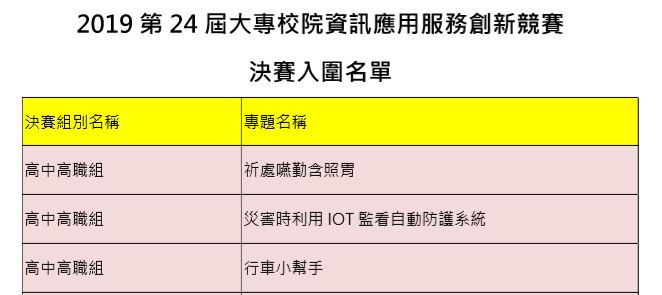 2019 第 24 屆大專校院資訊應用服務創新競賽
決賽入圍名單
決賽組別名稱 專題名稱
高中高職組 祈處嚥勤含照胃
高中高職組 災害時利用 IOT 監看自動防護系統
高中高職組 行車小幫手